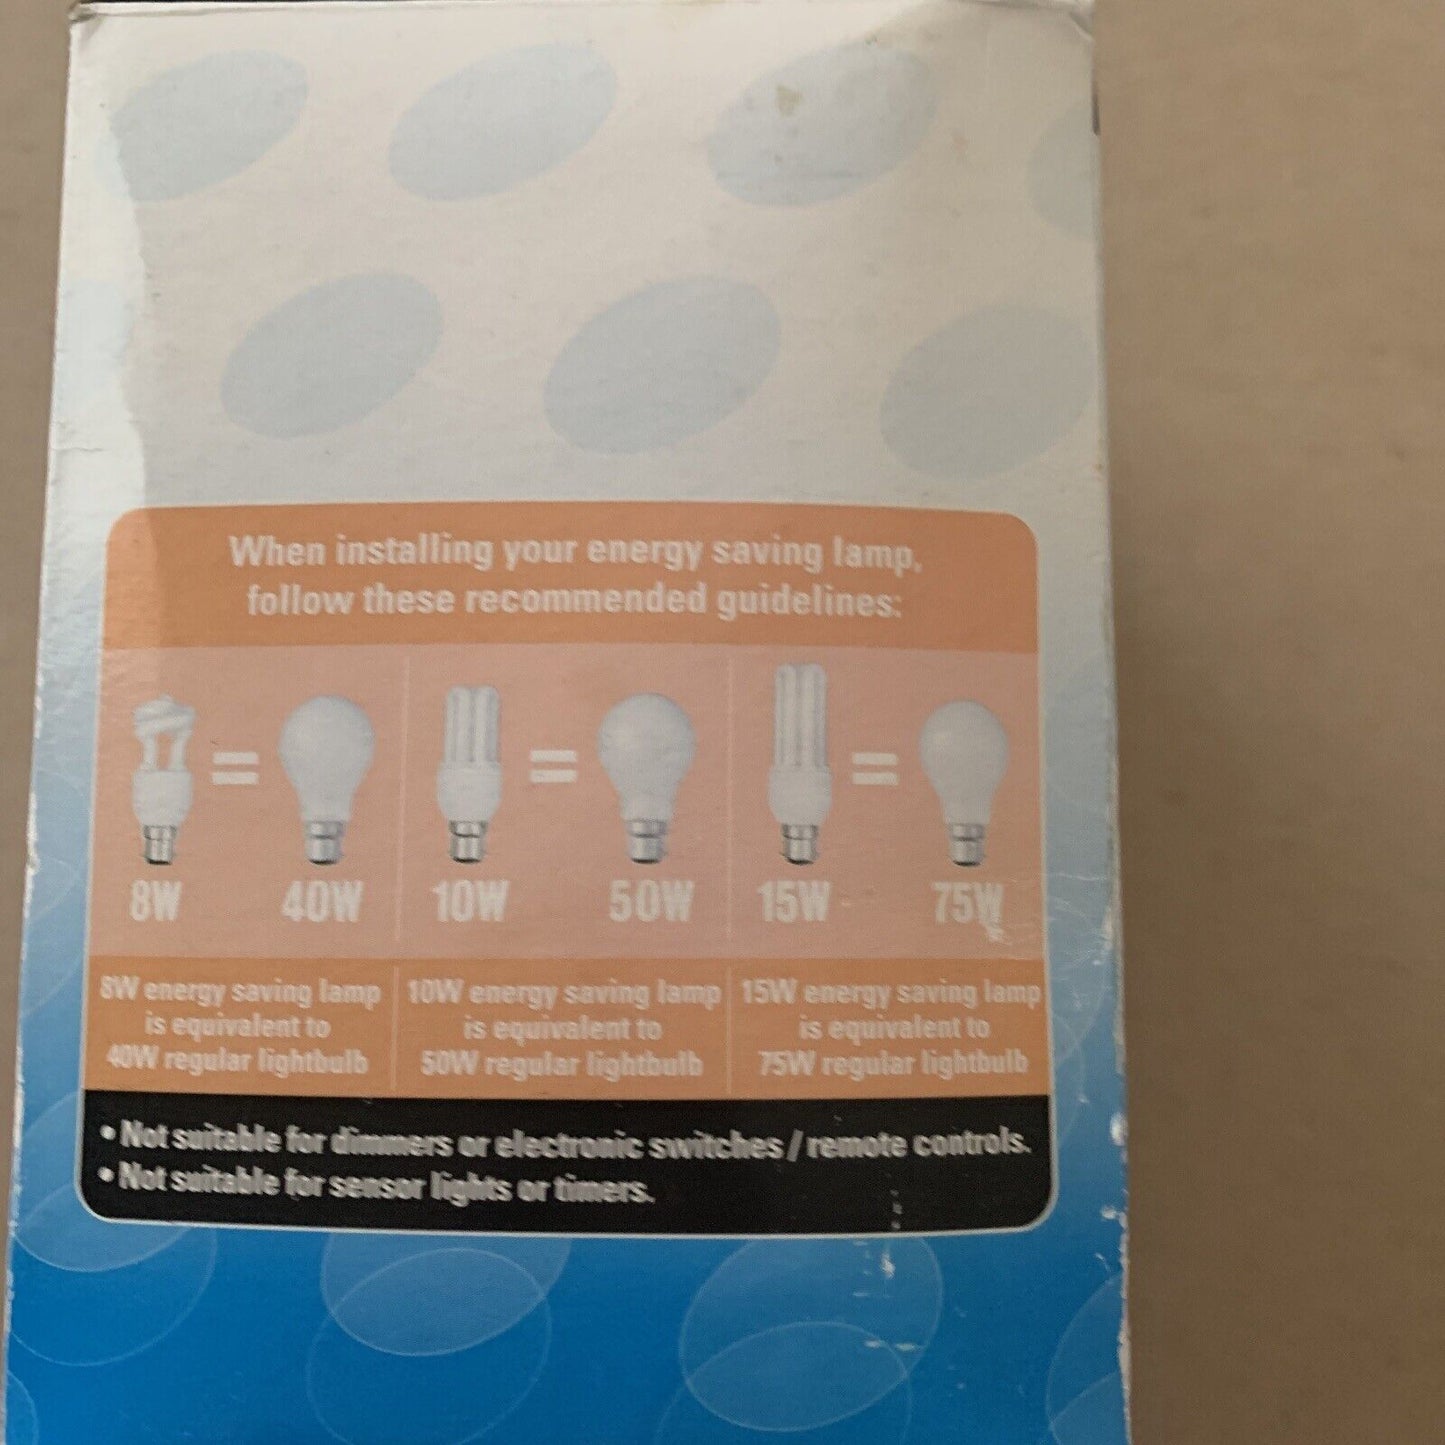 When installing your energy saving lamp,
follow these recommended guidelines:
= = =
8W 40W 10W 50W 15W 75W
8W energy saving lamp
is equivalent to
40W regular lightbulb
10W energy saving lamp
is equivalent to
50W regular lightbulb
15W energy saving lamp
is equivalent to
75W regular lightbulb
• Not suitable for dimmers or electronic switches / remote controls.
• Not suitable for sensor lights or timers.